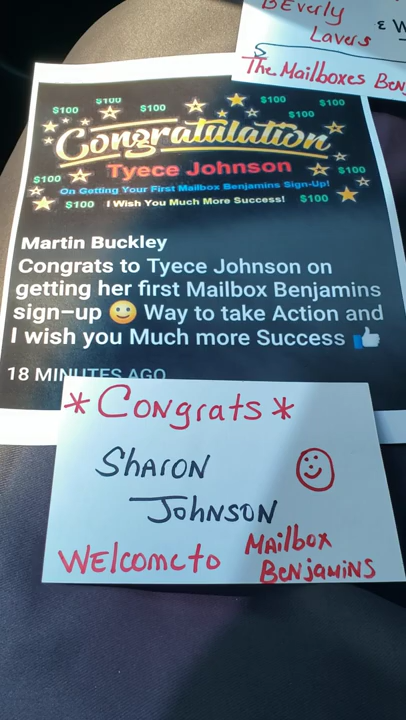 BEverly
Lavers
& W
The Mailboxes Ben
$100 $100 $100 $100 $100
$100
Congratulation
Tyece Johnson
$100
$100
On Getting Your First Mailbox Benjamins Sign-Up!
$100 I Wish You Much More Success! $100
Martin Buckley
Congrats to Tyece Johnson on
getting her first Mailbox Benjamins
sign-up 🙂 Way to take Action and
I wish you Much more Success 👍
18 MINUTES AGO
*Congrats*
Sharon
Johnson
Welcome to Mailbox
Benjamins